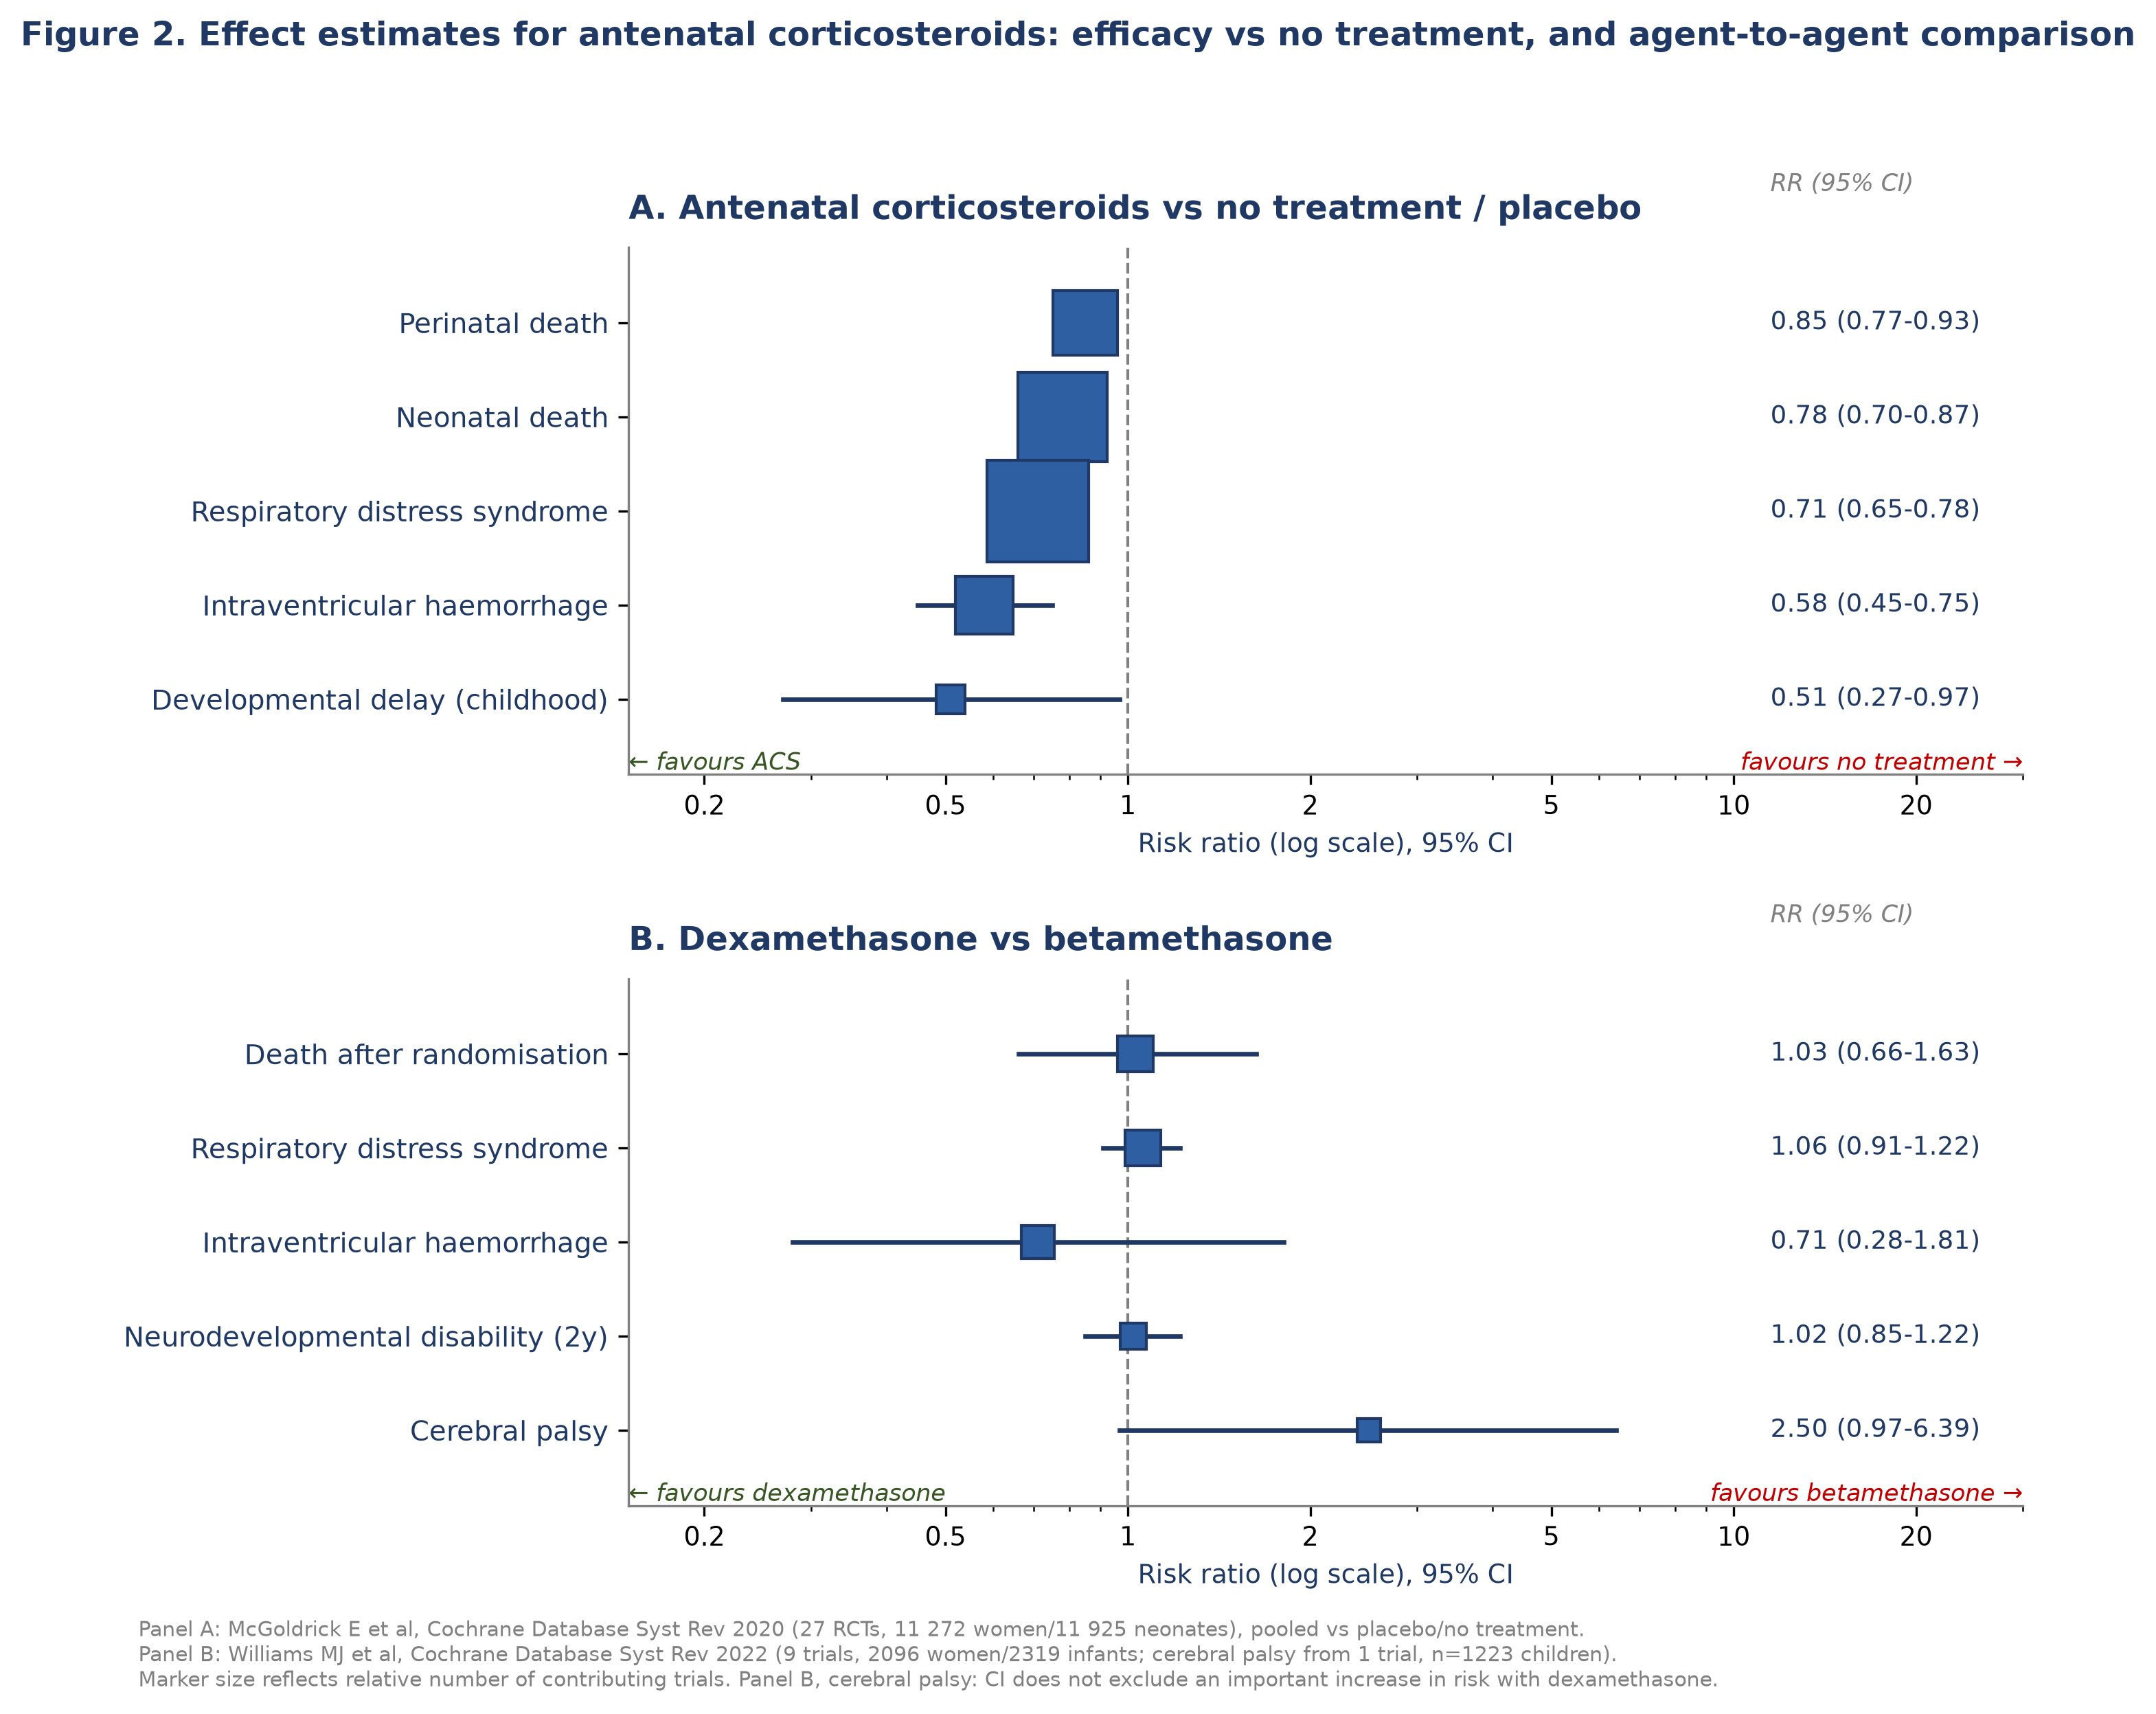 Figure 2. Effect estimates for antenatal corticosteroids: efficacy vs no treatment, and agent-to-agent comparison
RR (95% CI)
A. Antenatal corticosteroids vs no treatment / placebo
Perinatal death 0.85 (0.77-0.93)
Neonatal death 0.78 (0.70-0.87)
Respiratory distress syndrome 0.71 (0.65-0.78)
Intraventricular haemorrhage 0.58 (0.45-0.75)
Developmental delay (childhood) 0.51 (0.27-0.97)
← favours ACS favours no treatment →
0.2 0.5 1 2 5 10 20
Risk ratio (log scale), 95% CI
RR (95% CI)
B. Dexamethasone vs betamethasone
Death after randomisation 1.03 (0.66-1.63)
Respiratory distress syndrome 1.06 (0.91-1.22)
Intraventricular haemorrhage 0.71 (0.28-1.81)
Neurodevelopmental disability (2y) 1.02 (0.85-1.22)
Cerebral palsy 2.50 (0.97-6.39)
← favours dexamethasone favours betamethasone →
0.2 0.5 1 2 5 10 20
Risk ratio (log scale), 95% CI
Panel A: McGoldrick E et al, Cochrane Database Syst Rev 2020 (27 RCTs, 11 272 women/11 925 neonates), pooled vs placebo/no treatment.
Panel B: Williams MJ et al, Cochrane Database Syst Rev 2022 (9 trials, 2096 women/2319 infants; cerebral palsy from 1 trial, n=1223 children).
Marker size reflects relative number of contributing trials. Panel B, cerebral palsy: CI does not exclude an important increase in risk with dexamethasone.